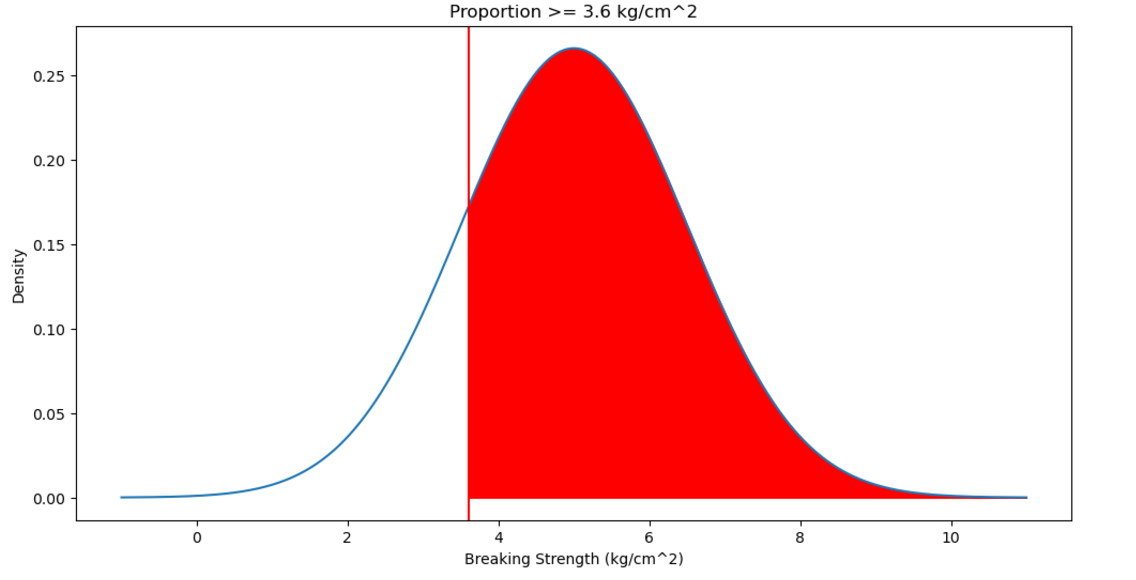 Proportion >= 3.6 kg/cm^2
Density
0.25
0.20
0.15
0.10
0.05
0.00
0 2 4 6 8 10
Breaking Strength (kg/cm^2)